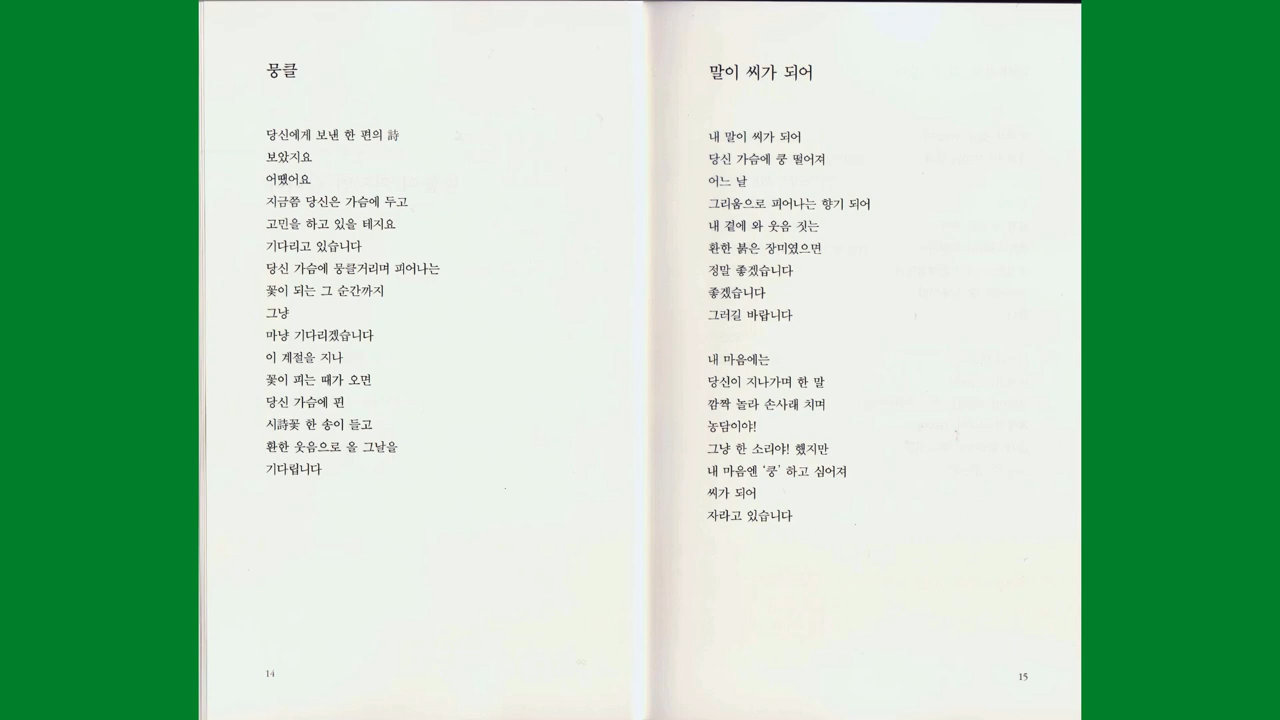 뭉클
당신에게 보낸 한 편의 詩
보았지요
어땠어요
지금쯤 당신은 가슴에 두고
고민을 하고 있을 테지요
기다리고 있습니다
당신 가슴에 뭉클거리며 피어나는
꽃이 되는 그 순간까지
그냥
마냥 기다리겠습니다
이 계절을 지나
꽃이 피는 때가 오면
당신 가슴에 핀
시詩꽃 한 송이 들고
환한 웃음으로 올 그날을
기다립니다
14
말이 씨가 되어
내 말이 씨가 되어
당신 가슴에 쿵 떨어져
어느 날
그리움으로 피어나는 향기 되어
내 곁에 와 웃음 짓는
환한 붉은 장미였으면
정말 좋겠습니다
좋겠습니다
그러길 바랍니다
내 마음에는
당신이 지나가며 한 말
깜짝 놀라 손사래 치며
농담이야!
그냥 한 소리야! 했지만
내 마음엔 ‘쿵’ 하고 심어져
씨가 되어
자라고 있습니다
15